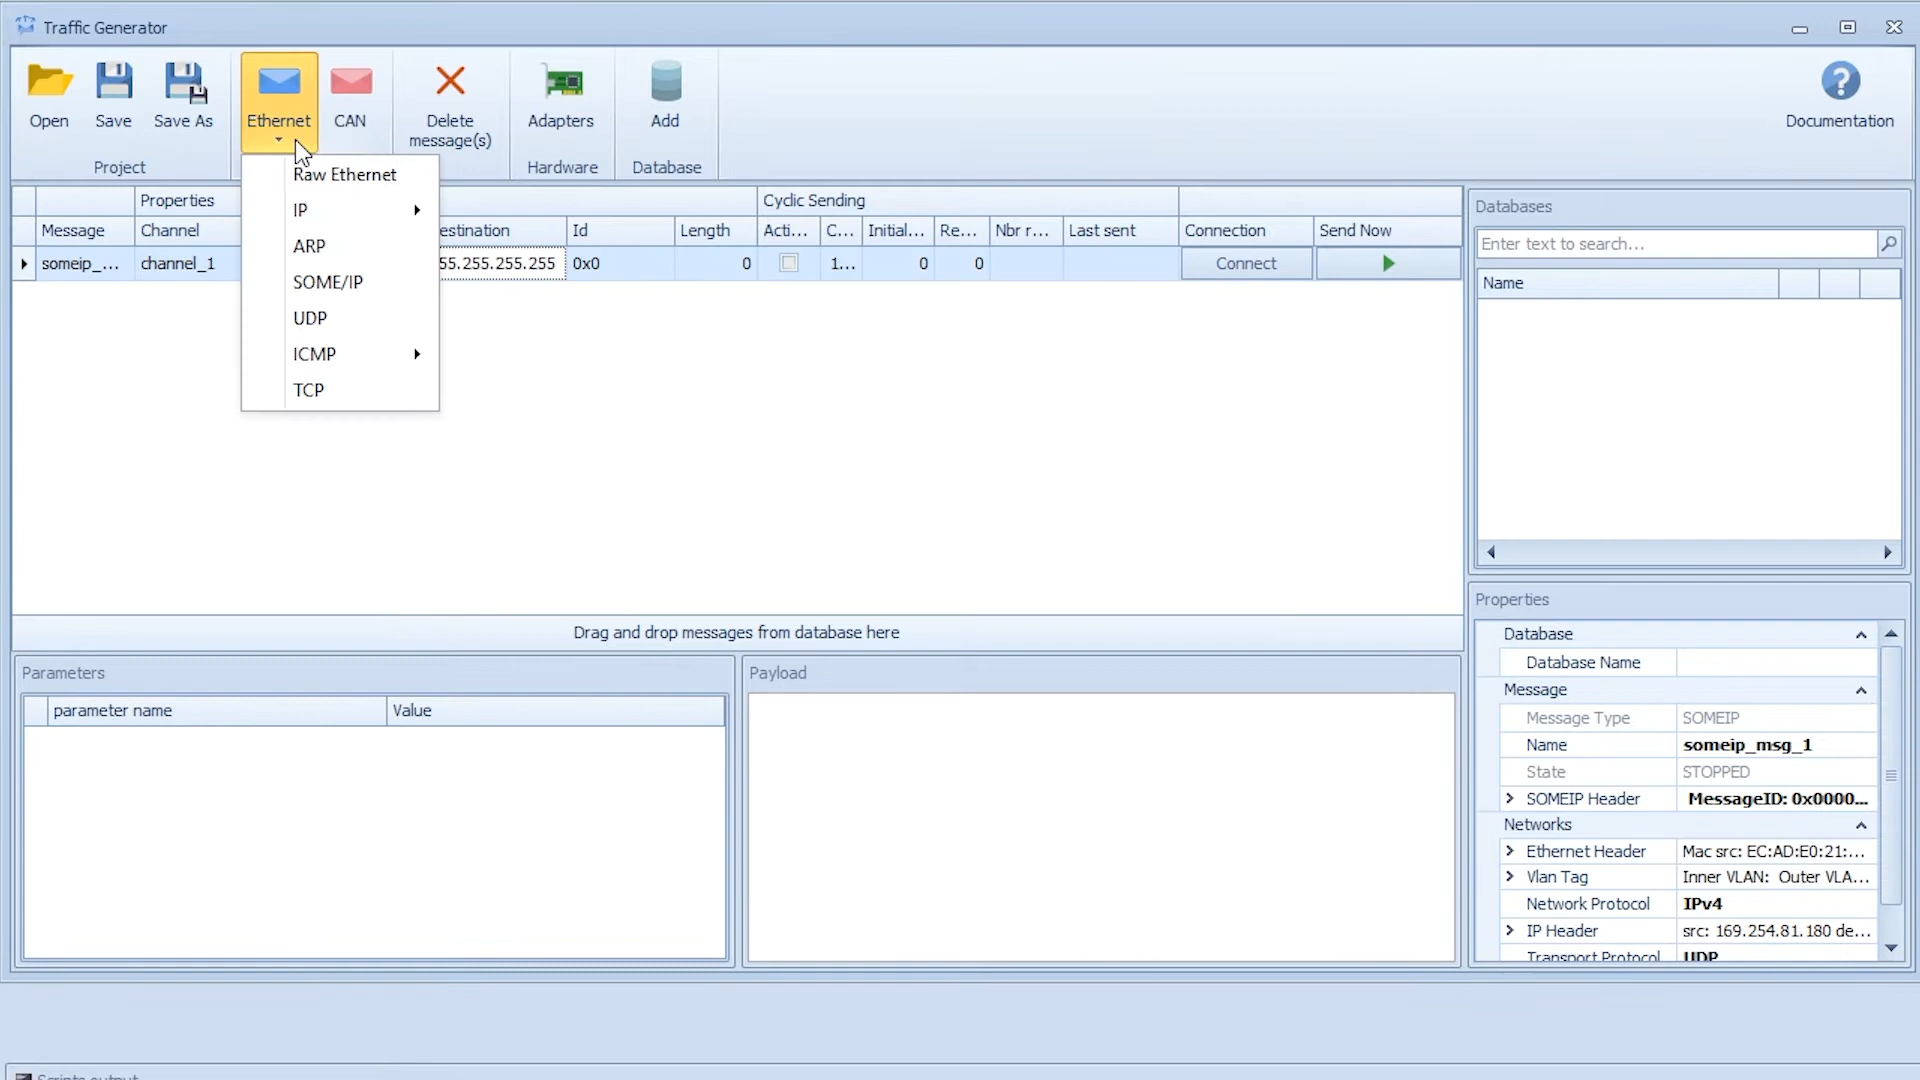 Traffic Generator
Open
Save
Save As
Ethernet
CAN
Delete
message(s)
Adapters
Add
Documentation
Project
Hardware
Database
Raw Ethernet
IP
ARP
SOME/IP
UDP
ICMP
TCP
Properties
Cyclic Sending
Message
Channel
estination
Id
Length
Acti...
C...
Initial...
Re...
Nbr r...
Last sent
Connection
Send Now
someip_...
channel_1
55.255.255.255
0x0
0
1...
0
0
Connect
Drag and drop messages from database here
Databases
Enter text to search...
Name
Parameters
parameter name
Value
Payload
Properties
Database
Database Name
Message
Message Type
SOMEIP
Name
someip_msg_1
State
STOPPED
SOMEIP Header
MessageID: 0x0000...
Networks
Ethernet Header
Mac src: EC:AD:E0:21:...
Vlan Tag
Inner VLAN: Outer VLA...
Network Protocol
IPv4
IP Header
src: 169.254.81.180 de...
Transport Protocol
UDP
Scripts output